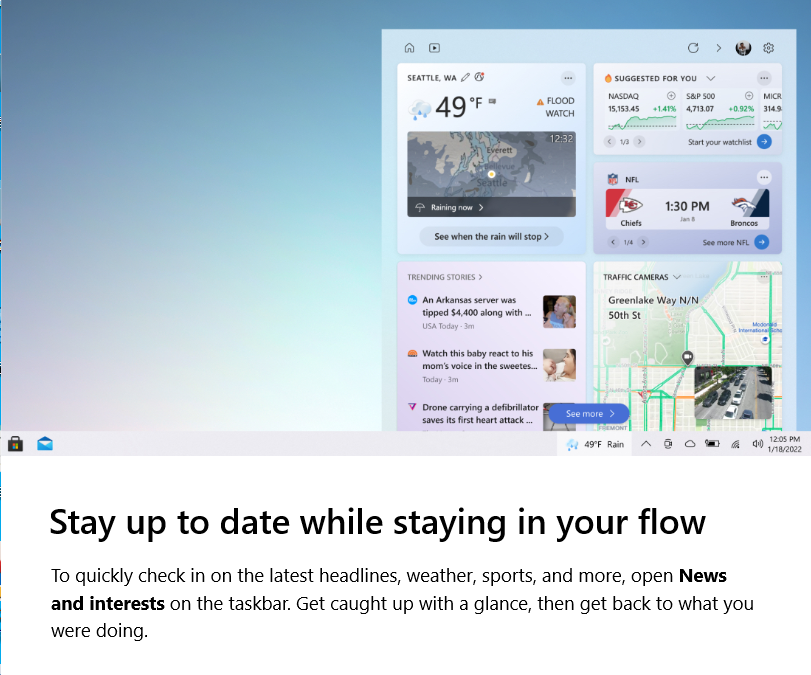 SEATTLE, WA
49 °F
FLOOD
WATCH
12:32
Everett
Bellevue
Seattle
Raining now
See when the rain will stop
SUGGESTED FOR YOU
NASDAQ S&P 500 MICR
15,153.45 +1.41% 4,713.07 +0.92% 314.9
1/3 Start your watchlist
NFL
1:30 PM
Jan 8
Chiefs Broncos
1/4 See more NFL
TRENDING STORIES
An Arkansas server was
tipped $4,400 along with ...
USA Today · 3m
Watch this baby react to his
mom's voice in the sweetes...
Today · 3m
Drone carrying a defibrillator
saves its first heart attack ...
TRAFFIC CAMERAS
Greenlake Way N/N
50th St
McDonald
International Scho
FREMONT
See more
49°F Rain
12:05 PM
1/18/2022
Stay up to date while staying in your flow
To quickly check in on the latest headlines, weather, sports, and more, open News
and interests on the taskbar. Get caught up with a glance, then get back to what you
were doing.